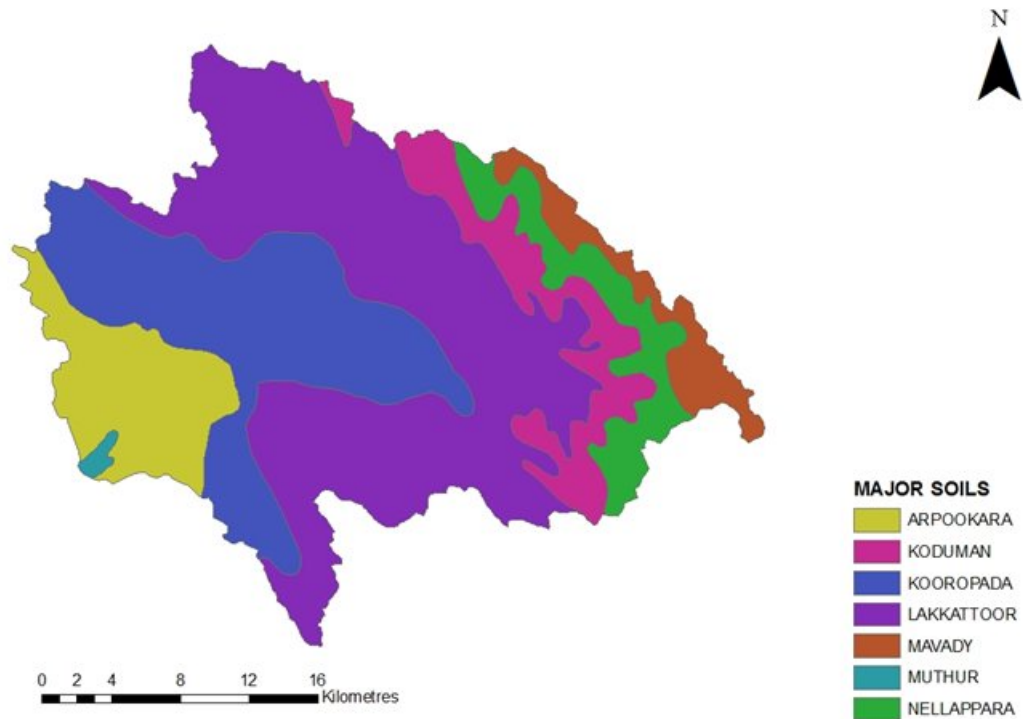 N
MAJOR SOILS
ARPOOKARA
KODUMAN
KOOROPADA
LAKKATTOOR
MAVADY
MUTHUR
NELLAPPARA
0 2 4 8 12 16
Kilometres